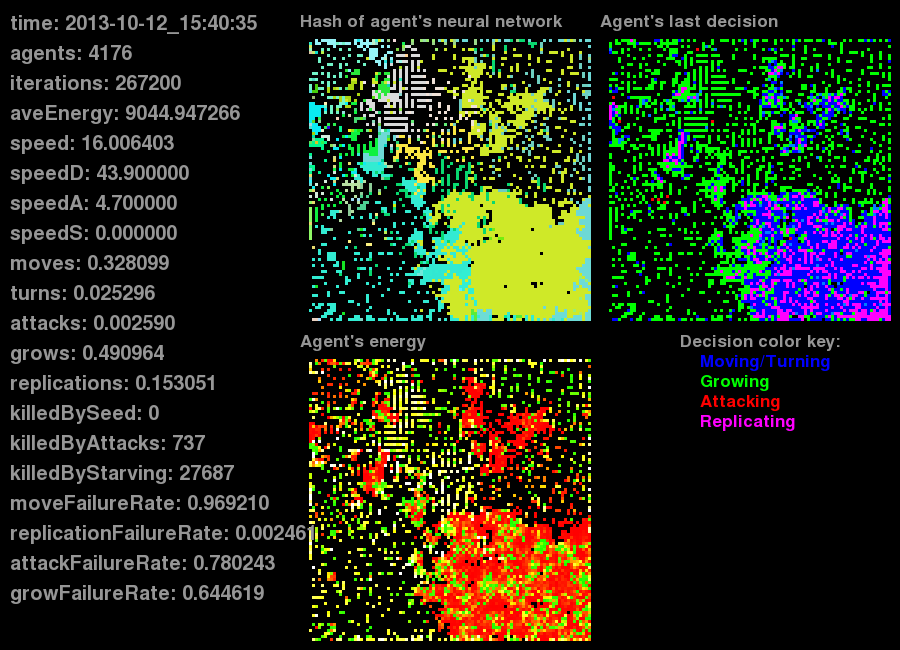 time: 2013-10-12_15:40:35
agents: 4176
iterations: 267200
aveEnergy: 9044.947266
speed: 16.006403
speedD: 43.900000
speedA: 4.700000
speedS: 0.000000
moves: 0.328099
turns: 0.025296
attacks: 0.002590
grows: 0.490964
replications: 0.153051
killedBySeed: 0
killedByAttacks: 737
killedByStarving: 27687
moveFailureRate: 0.969210
replicationFailureRate: 0.002461
attackFailureRate: 0.780243
growFailureRate: 0.644619
Hash of agent's neural network
Agent's last decision
Agent's energy
Decision color key:
Moving/Turning
Growing
Attacking
Replicating